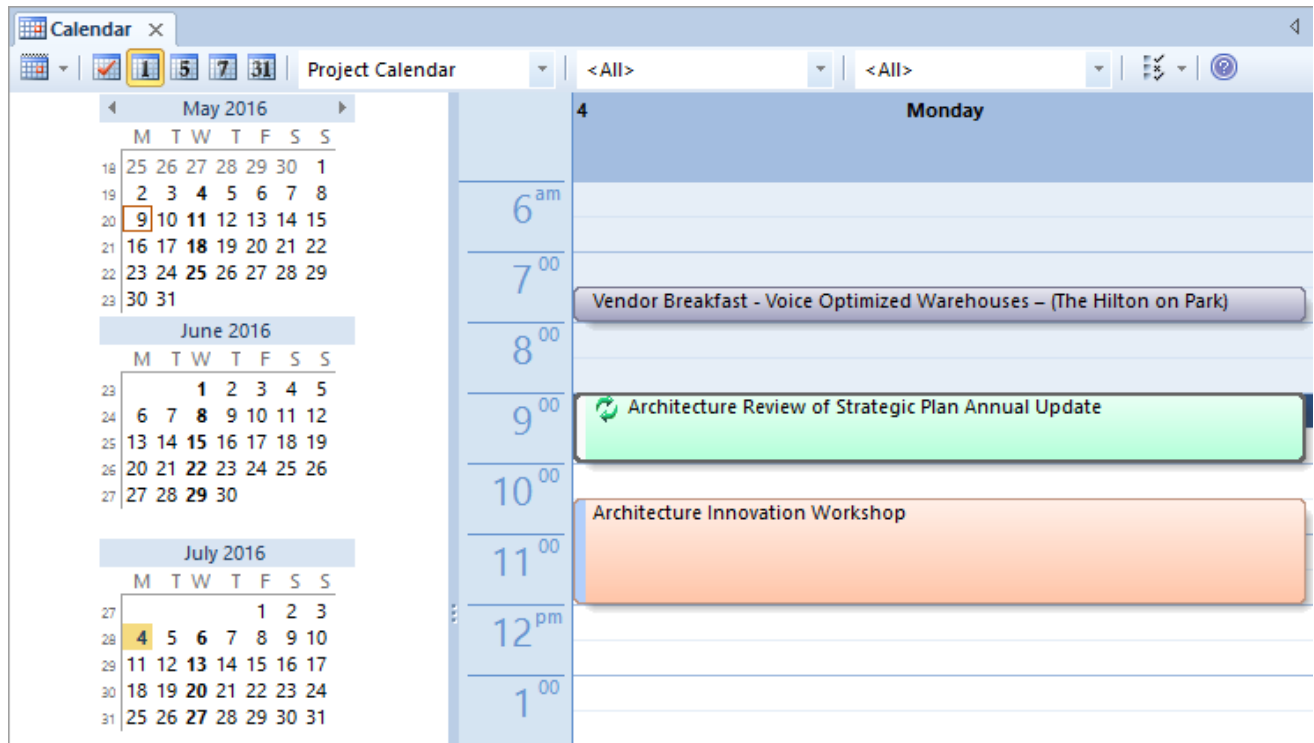 Calendar
1 5 7 31 Project Calendar <All> <All>
May 2016
M T W T F S S
18 25 26 27 28 29 30 1
19 2 3 4 5 6 7 8
20 9 10 11 12 13 14 15
21 16 17 18 19 20 21 22
22 23 24 25 26 27 28 29
23 30 31
June 2016
M T W T F S S
23 1 2 3 4 5
24 6 7 8 9 10 11 12
25 13 14 15 16 17 18 19
26 20 21 22 23 24 25 26
27 27 28 29 30
July 2016
M T W T F S S
27 1 2 3
28 4 5 6 7 8 9 10
29 11 12 13 14 15 16 17
30 18 19 20 21 22 23 24
31 25 26 27 28 29 30 31
4 Monday
6 am
7 00
Vendor Breakfast - Voice Optimized Warehouses – (The Hilton on Park)
8 00
9 00
Architecture Review of Strategic Plan Annual Update
10 00
Architecture Innovation Workshop
11 00
12 pm
1 00